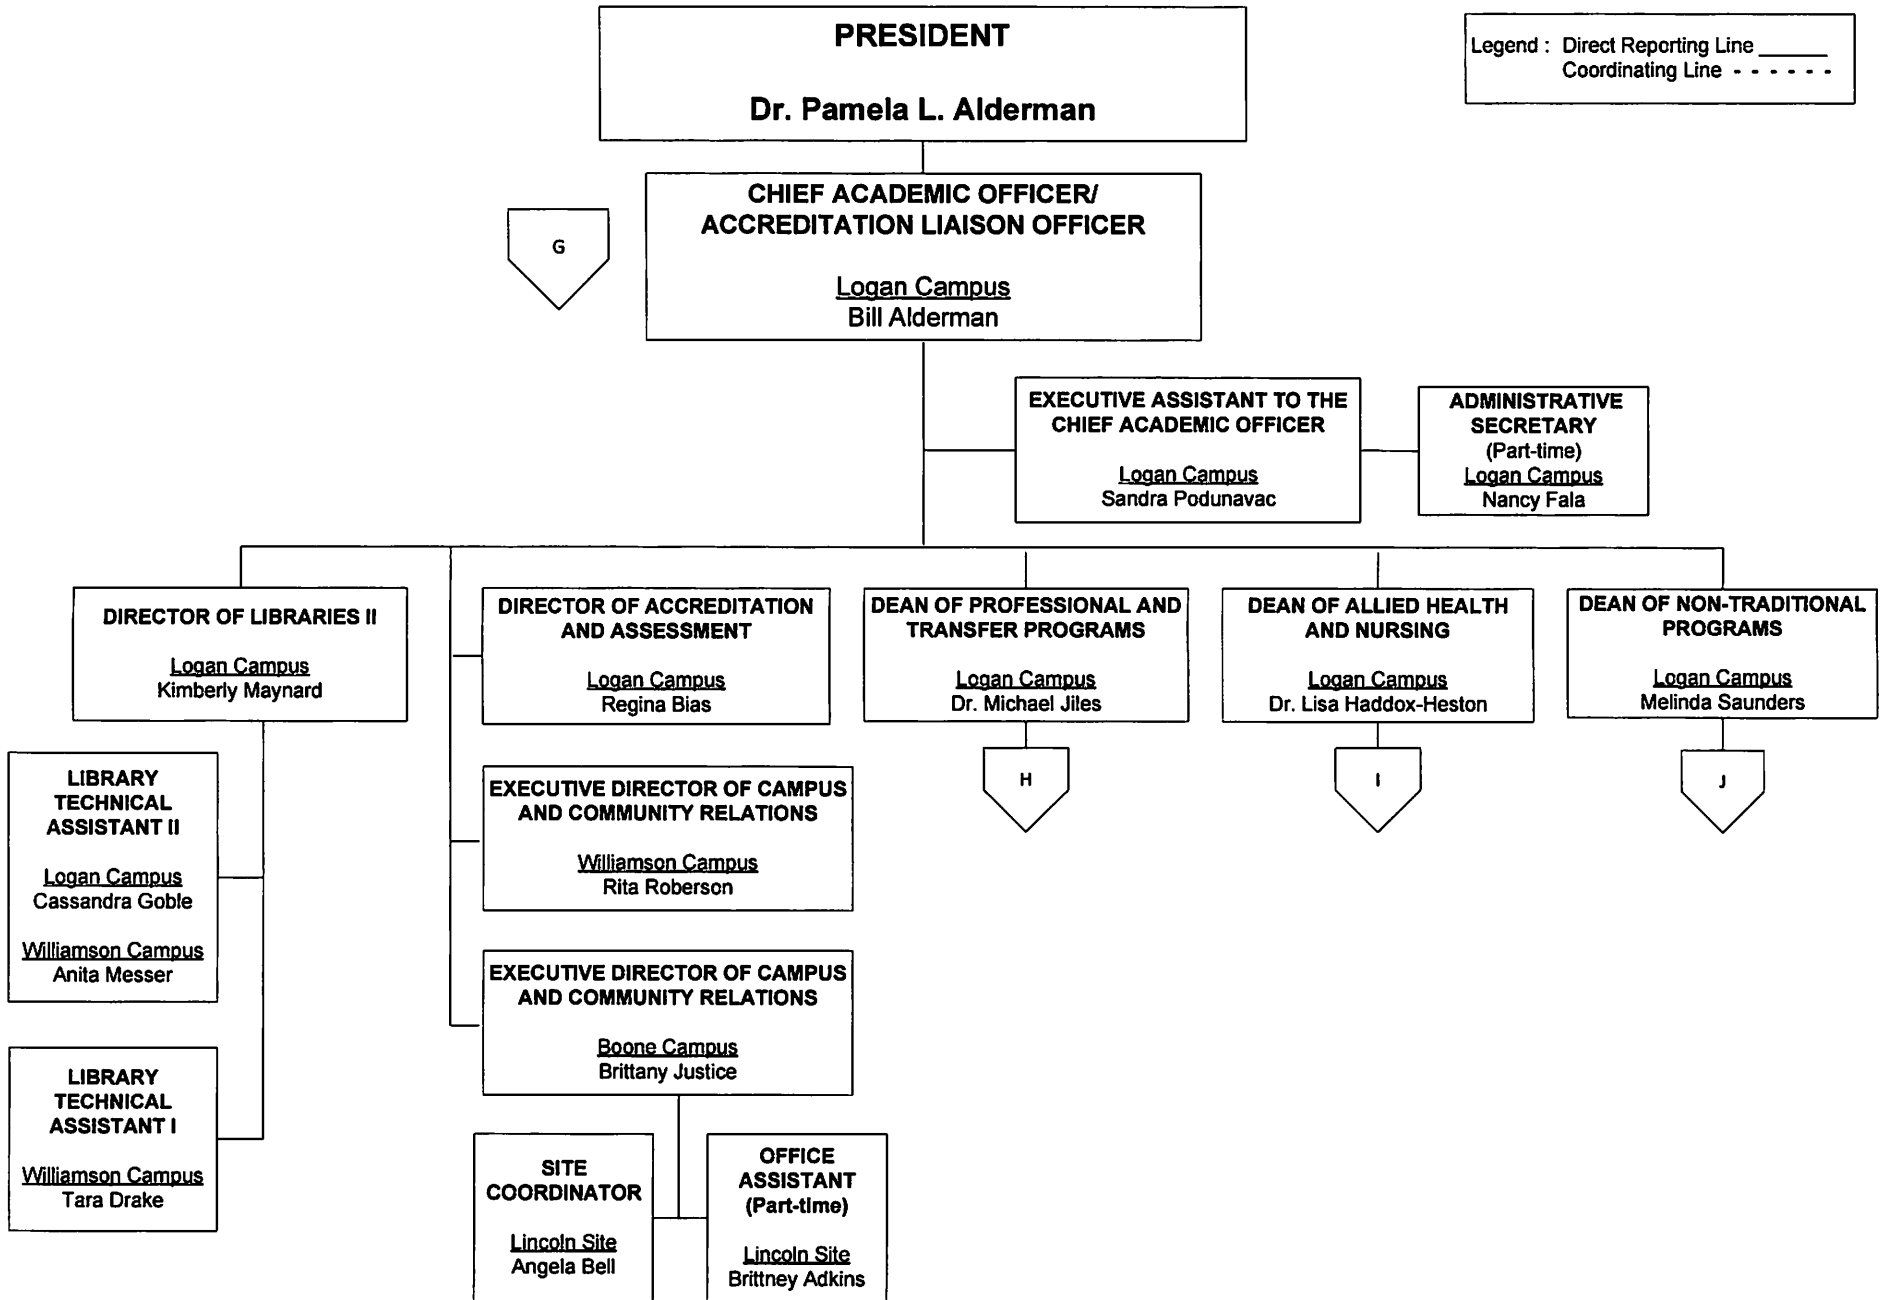 PRESIDENT
Dr. Pamela L. Alderman
Legend : Direct Reporting Line ______
Coordinating Line - - - - - -
CHIEF ACADEMIC OFFICER/
ACCREDITATION LIAISON OFFICER
Logan Campus
Bill Alderman
G
EXECUTIVE ASSISTANT TO THE
CHIEF ACADEMIC OFFICER
Logan Campus
Sandra Podunavac
ADMINISTRATIVE
SECRETARY
(Part-time)
Logan Campus
Nancy Fala
DIRECTOR OF LIBRARIES II
Logan Campus
Kimberly Maynard
DIRECTOR OF ACCREDITATION
AND ASSESSMENT
Logan Campus
Regina Bias
DEAN OF PROFESSIONAL AND
TRANSFER PROGRAMS
Logan Campus
Dr. Michael Jiles
DEAN OF ALLIED HEALTH
AND NURSING
Logan Campus
Dr. Lisa Haddox-Heston
DEAN OF NON-TRADITIONAL
PROGRAMS
Logan Campus
Melinda Saunders
H
I
J
LIBRARY
TECHNICAL
ASSISTANT II
Logan Campus
Cassandra Goble
Williamson Campus
Anita Messer
EXECUTIVE DIRECTOR OF CAMPUS
AND COMMUNITY RELATIONS
Williamson Campus
Rita Roberson
EXECUTIVE DIRECTOR OF CAMPUS
AND COMMUNITY RELATIONS
Boone Campus
Brittany Justice
LIBRARY
TECHNICAL
ASSISTANT I
Williamson Campus
Tara Drake
SITE
COORDINATOR
Lincoln Site
Angela Bell
OFFICE
ASSISTANT
(Part-time)
Lincoln Site
Brittney Adkins